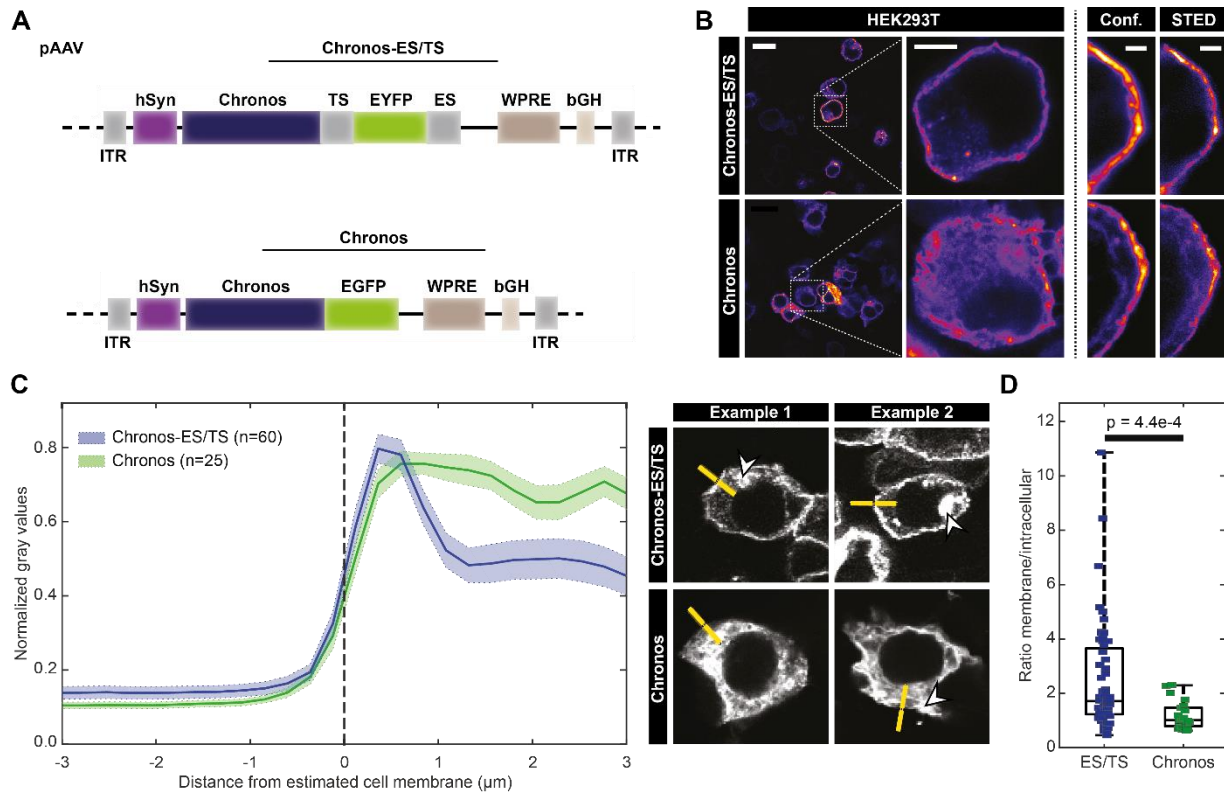 A
pAAV
Chronos-ES/TS
hSyn Chronos TS EYFP ES WPRE bGH
ITR ITR
Chronos
hSyn Chronos EGFP WPRE bGH
ITR ITR
B
HEK293T Conf. STED
Chronos-ES/TS
Chronos
C
Normalized gray values
0.8
0.6
0.4
0.2
0.0
Chronos-ES/TS (n=60)
Chronos (n=25)
-3 -2 -1 0 1 2 3
Distance from estimated cell membrane (µm)
Example 1 Example 2
Chronos-ES/TS
Chronos
D
Ratio membrane/intracellular
12
10
8
6
4
2
0
p = 4.4e-4
ES/TS Chronos